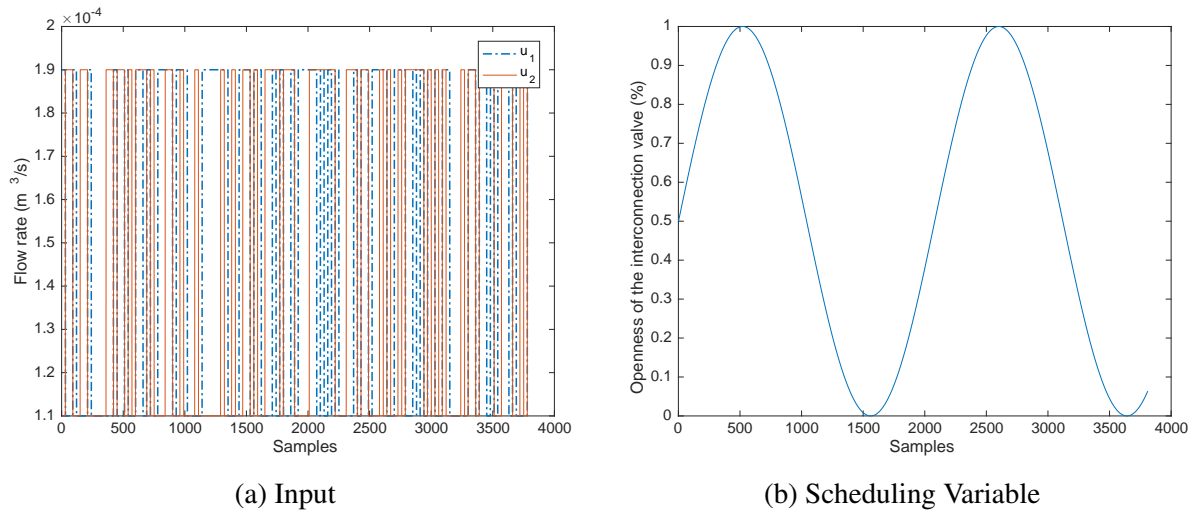 ×10⁻⁴
2
1.9
1.8
1.7
1.6
1.5
1.4
1.3
1.2
1.1
Flow rate (m ³/s)
u₁
u₂
0 500 1000 1500 2000 2500 3000 3500 4000
Samples
(a) Input
1
0.9
0.8
0.7
0.6
0.5
0.4
0.3
0.2
0.1
0
Openness of the interconnection valve (%)
0 500 1000 1500 2000 2500 3000 3500 4000
Samples
(b) Scheduling Variable